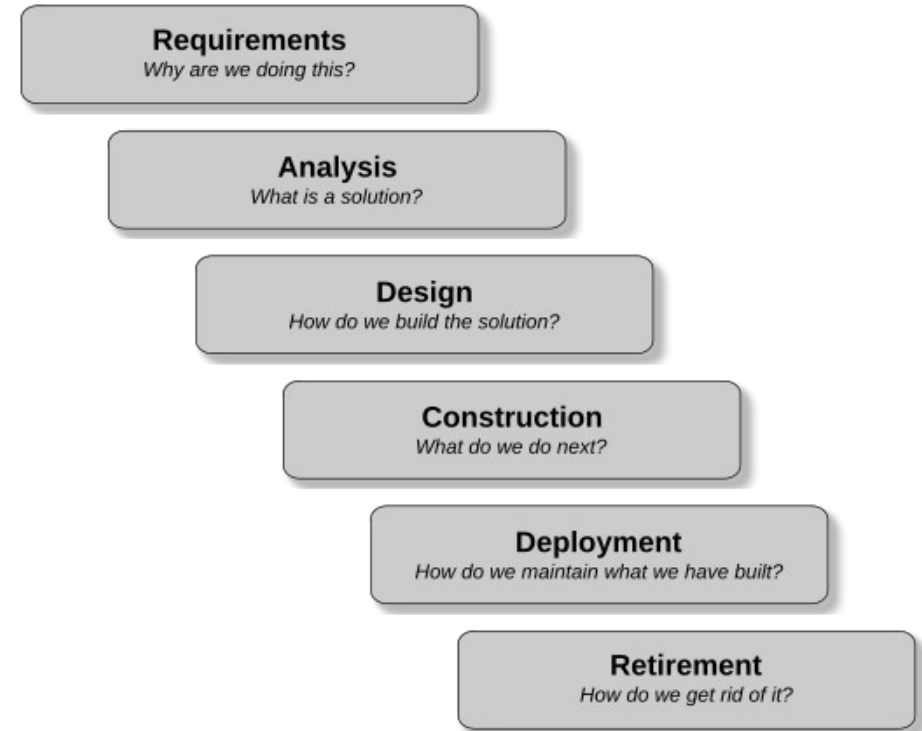 Requirements
Why are we doing this?
Analysis
What is a solution?
Design
How do we build the solution?
Construction
What do we do next?
Deployment
How do we maintain what we have built?
Retirement
How do we get rid of it?